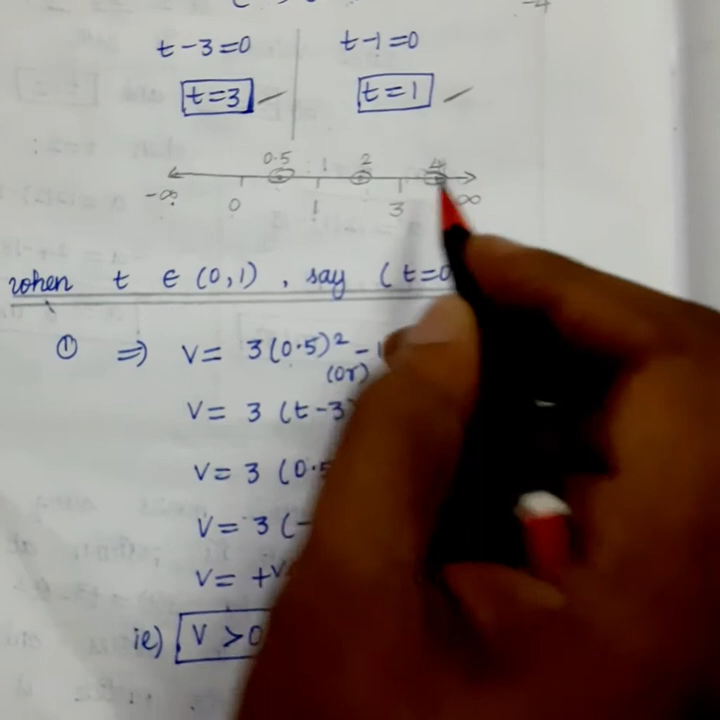 t-3=0 t-1=0
t=3 t=1
0.5 1 2 4
-∞ 0 1 3 ∞
when t ∈ (0,1) , say (t=0
① ⇒) V= 3(0.5)² -1
(or)
V= 3 (t-3)
V= 3 (0.5
V= 3 (-
V= +v
ie) V >0